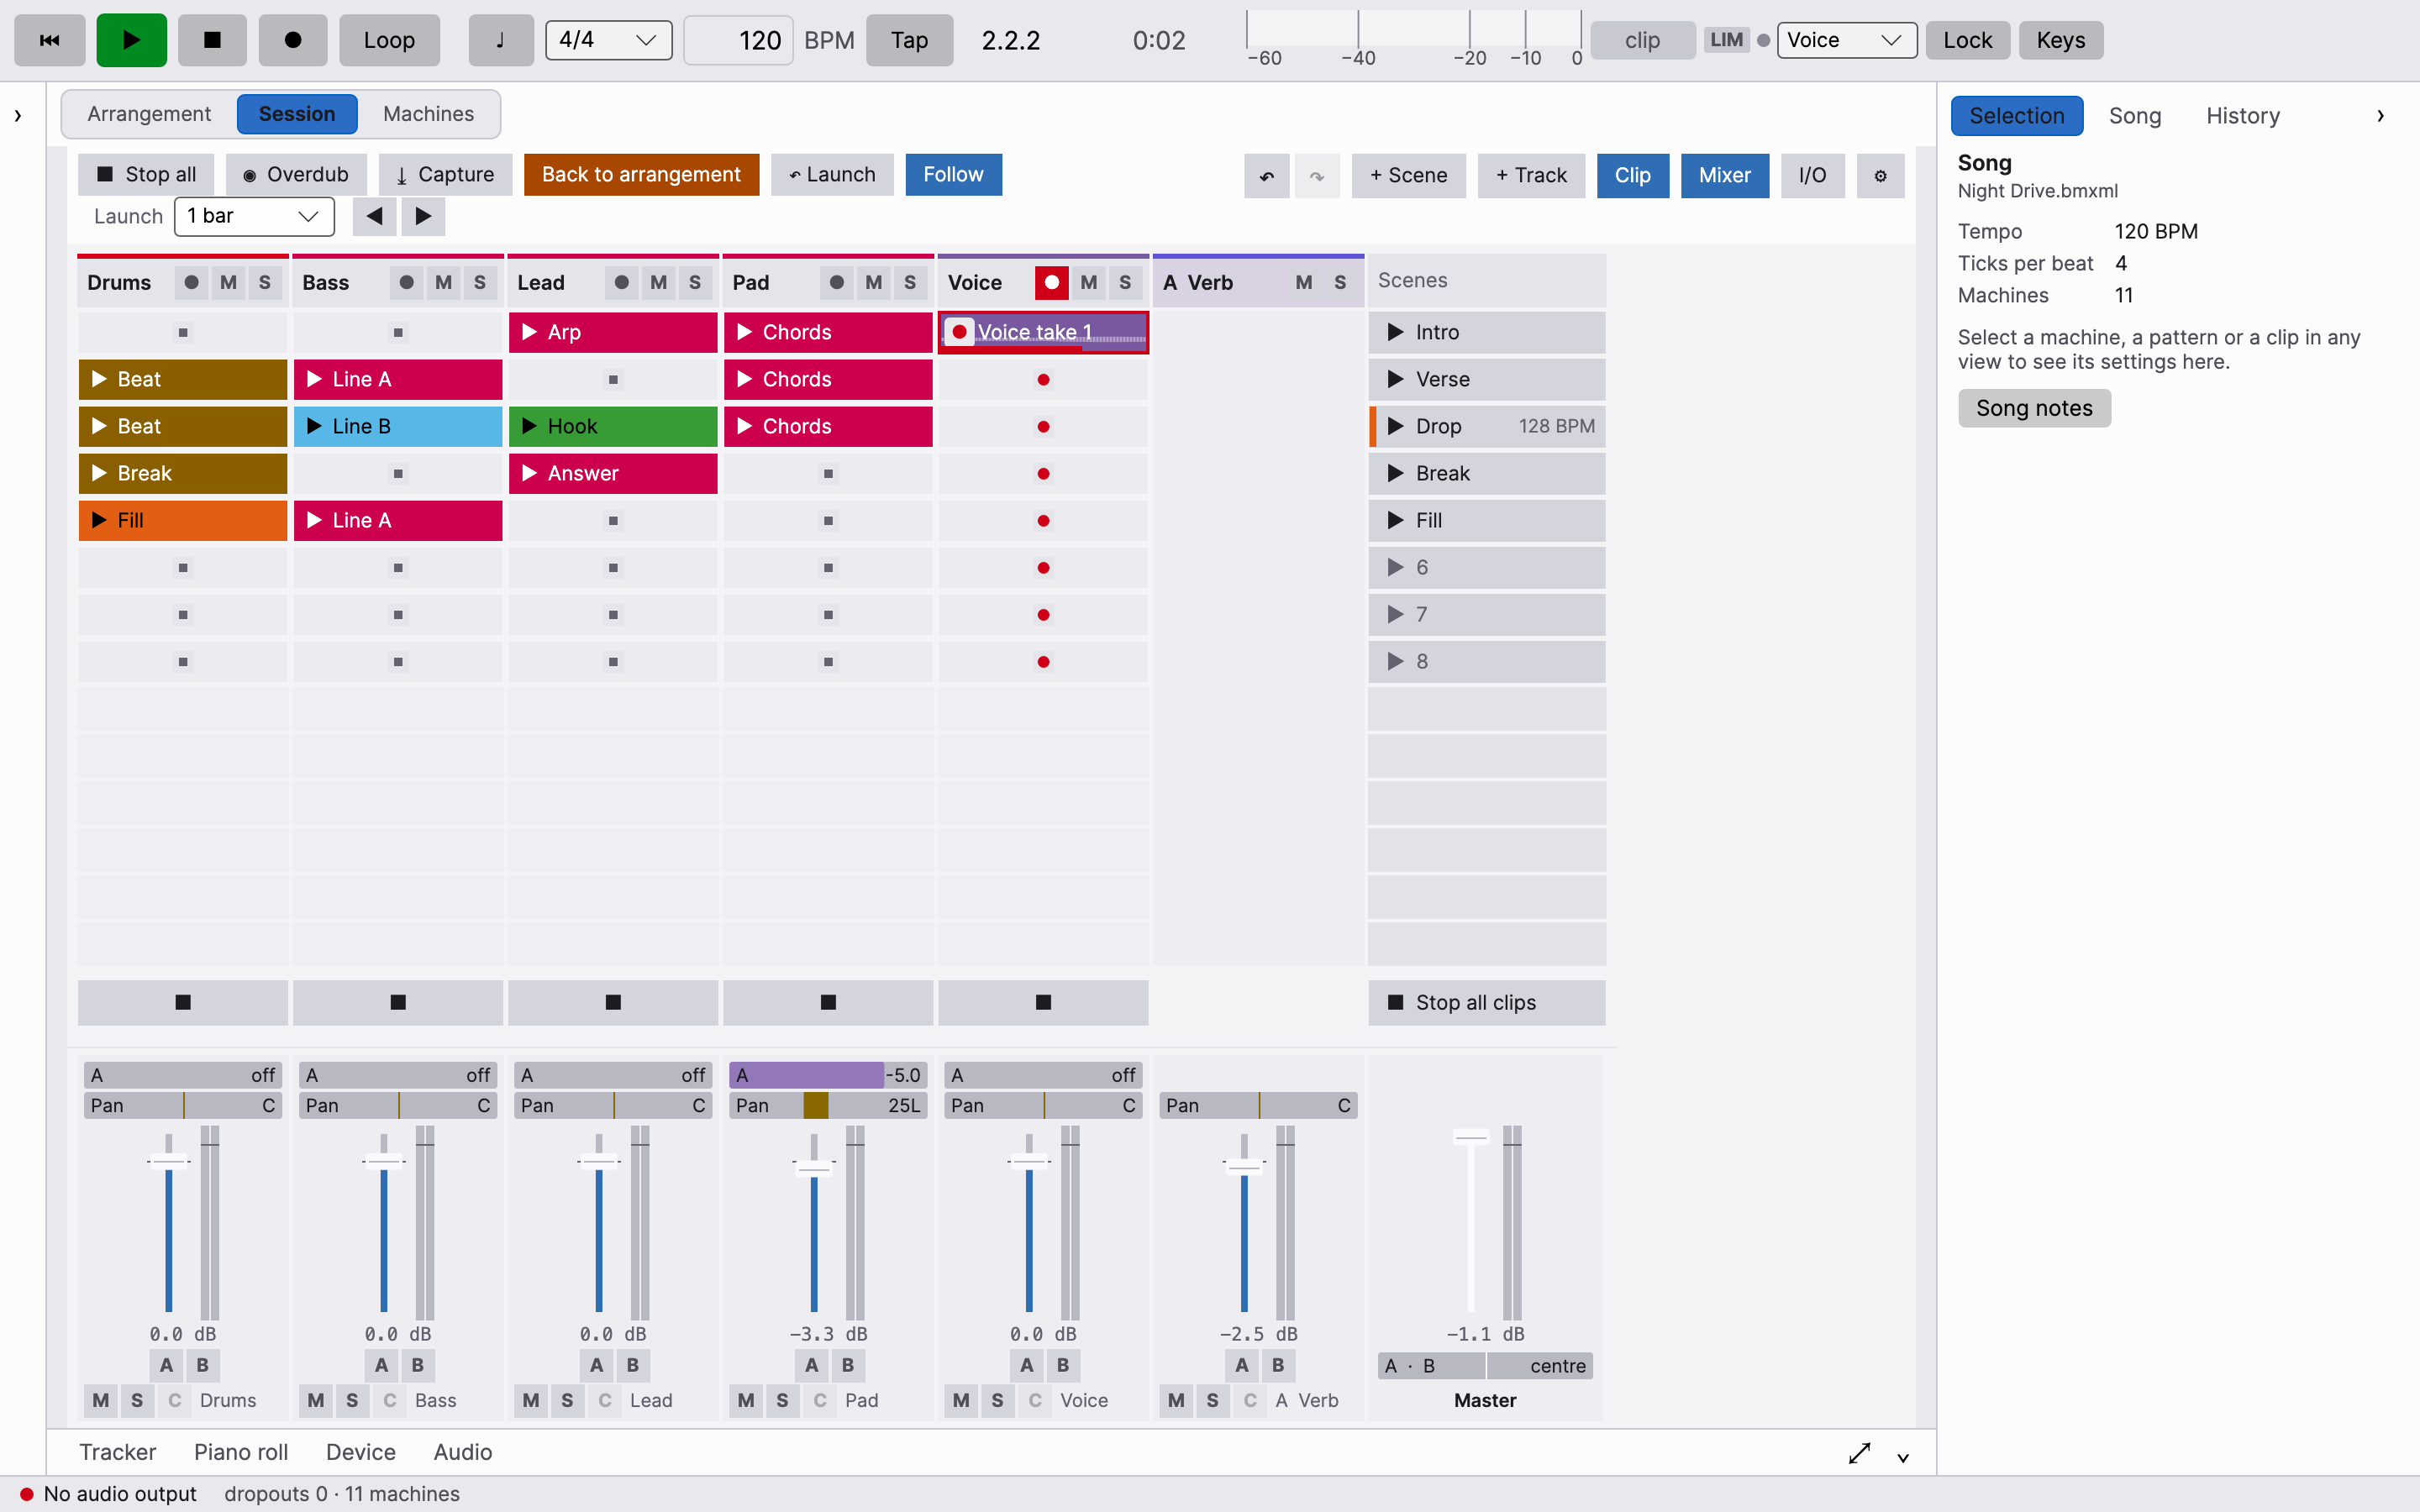 Loop 4/4 120 BPM Tap 2.2.2 0:02 −60 −40 −20 −10 0 clip LIM Voice Lock Keys
Arrangement Session Machines
Selection Song History
Stop all Overdub Capture Back to arrangement Launch Follow + Scene + Track Clip Mixer I/O
Launch 1 bar
Song
Night Drive.bmxml
Tempo 120 BPM
Ticks per beat 4
Machines 11
Select a machine, a pattern or a clip in any
view to see its settings here.
Song notes
Drums M S Bass M S Lead M S Pad M S Voice M S A Verb M S Scenes
Arp Chords Voice take 1 Intro
Beat Line A Chords Verse
Beat Line B Hook Chords Drop 128 BPM
Break Answer Break
Fill Line A Fill
6
7
8
Stop all clips
A off A off A off A -5.0 A off
Pan C Pan C Pan C Pan 25L Pan C Pan C
0.0 dB 0.0 dB 0.0 dB −3.3 dB 0.0 dB −2.5 dB −1.1 dB
A B A B A B A B A B A B A · B centre
M S C Drums M S C Bass M S C Lead M S C Pad M S C Voice M S C A Verb Master
Tracker Piano roll Device Audio
No audio output dropouts 0 · 11 machines